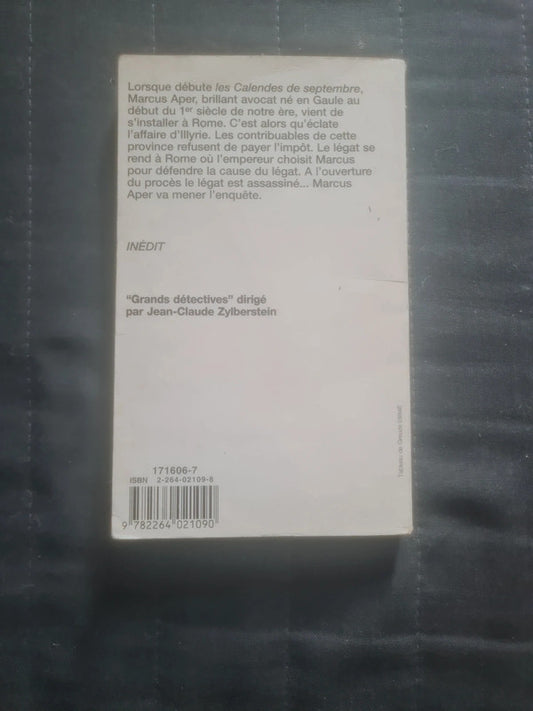 Lorsque débute les Calendes de septembre,
Marcus Aper, brillant avocat né en Gaule au
début du 1er siècle de notre ère, vient de
s'installer à Rome. C'est alors qu'éclate
l'affaire d'Illyrie. Les contribuables de cette
province refusent de payer l'impôt. Le légat se
rend à Rome où l'empereur choisit Marcus
pour défendre la cause du légat. A l'ouverture
du procès le légat est assassiné... Marcus
Aper va mener l'enquête.
INÉDIT
"Grands détectives" dirigé
par Jean-Claude Zylberstein
Tableau de
171606-7
ISBN 2-264-02109-8
9 782264 021090